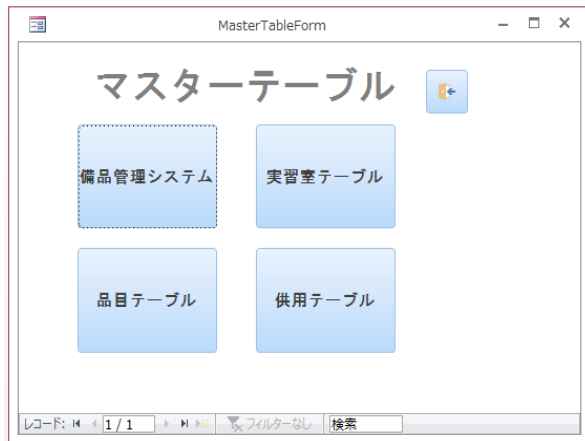 MasterTableForm
マスターテーブル
備品管理システム 実習室テーブル
品目テーブル 供用テーブル
レコード: 1 / 1 フィルターなし 検索